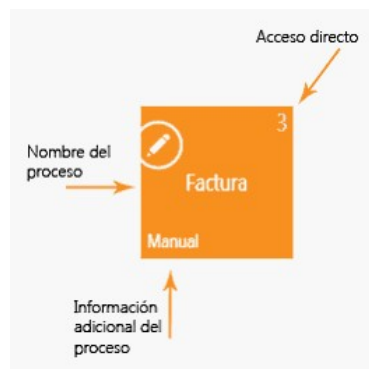 Acceso directo
3
Nombre del
proceso
Factura
Manual
Información
adicional del
proceso